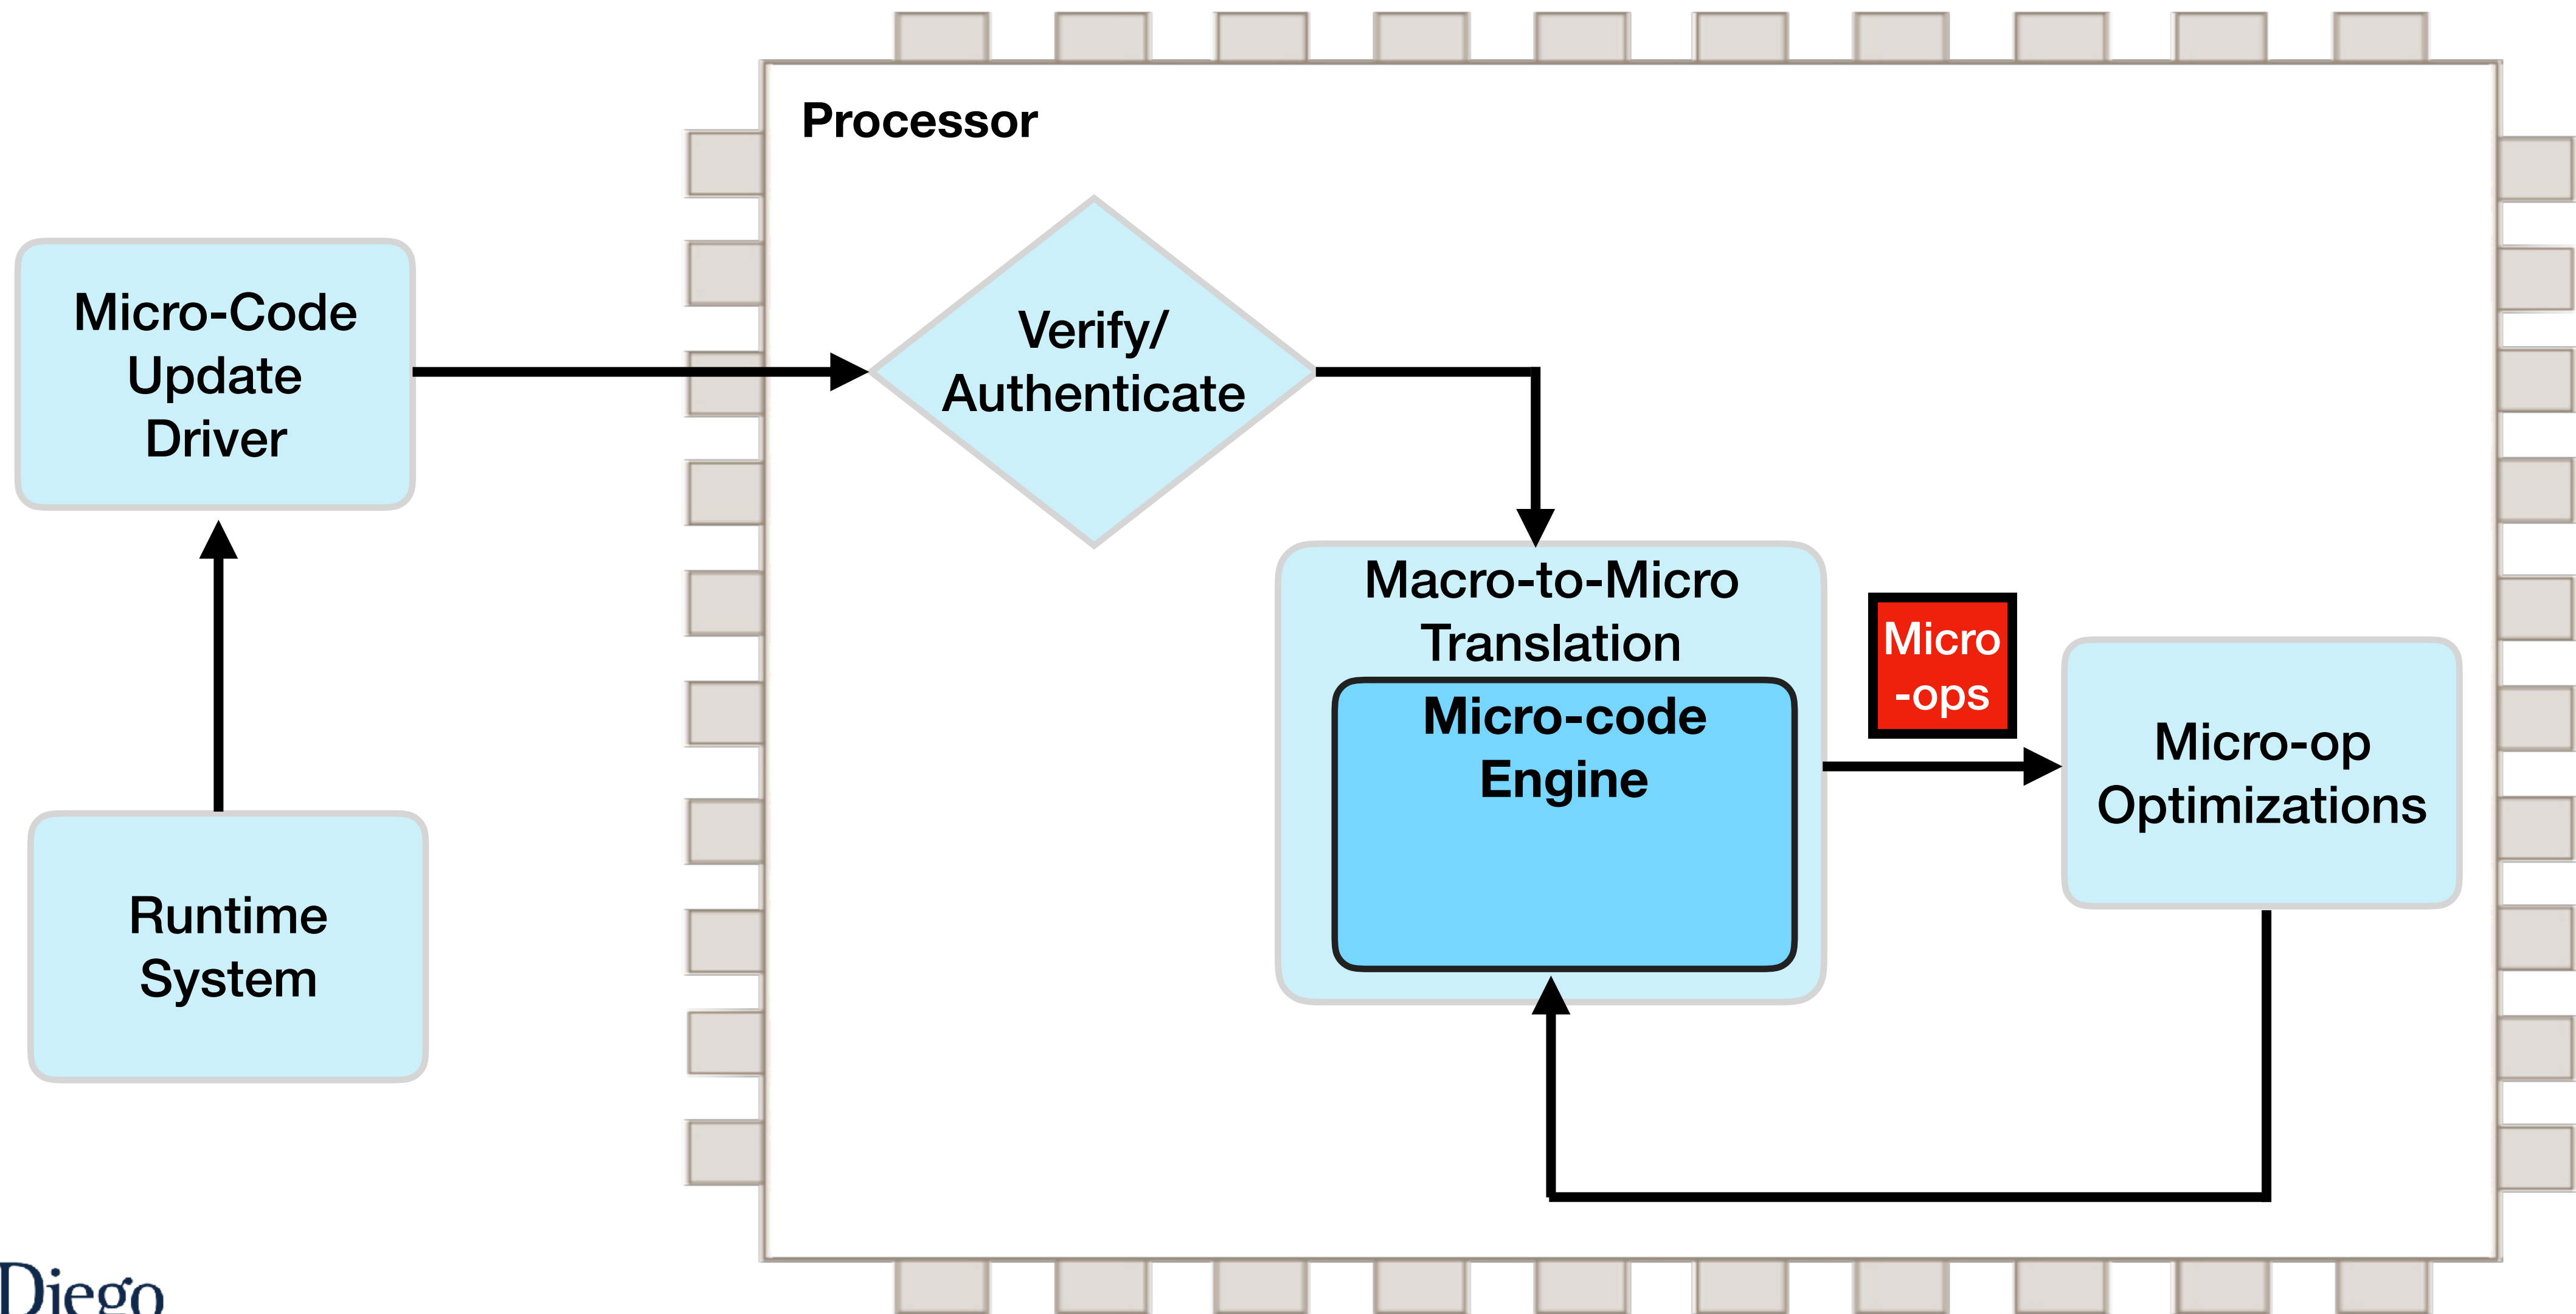 Processor
Micro-Code
Update
Driver
Verify/
Authenticate
Macro-to-Micro
Translation
Micro-code
Engine
Micro
-ops
Micro-op
Optimizations
Runtime
System
Diego